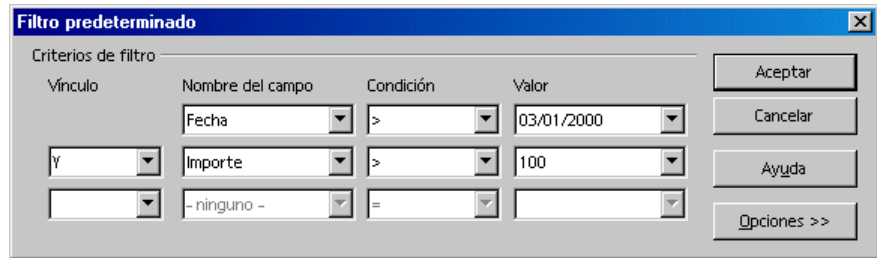 Filtro predeterminado
Criterios de filtro
Vínculo Nombre del campo Condición Valor
Fecha > 03/01/2000
Y Importe > 100
- ninguno - =
Aceptar
Cancelar
Ayuda
Opciones >>